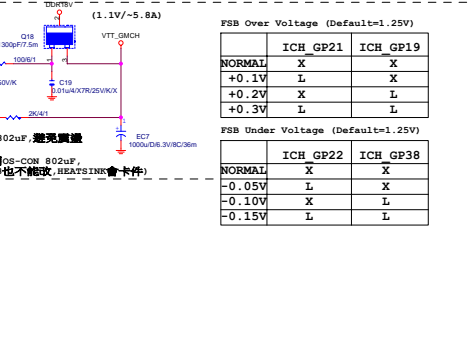 DDR18V
(1.1V/~5.8A)
VTT_GMCH
Q18
300pF/7.5m
100/6/1
50V/K
C19
0.01u/4/X7R/25V/K/X
2K/4/1
EC7
1000u/D/6.3V/8C/36m
802uF,避免實璗
OS-CON 802uF,
也不能改,HEATSINK會卡件)
FSB Over Voltage (Default=1.25V)
ICH_GP21 ICH_GP19
NORMAL X X
+0.1V L X
+0.2V X L
+0.3V L L
FSB Under Voltage (Default=1.25V)
ICH_GP22 ICH_GP38
NORMAL X X
-0.05V L X
-0.10V X L
-0.15V L L